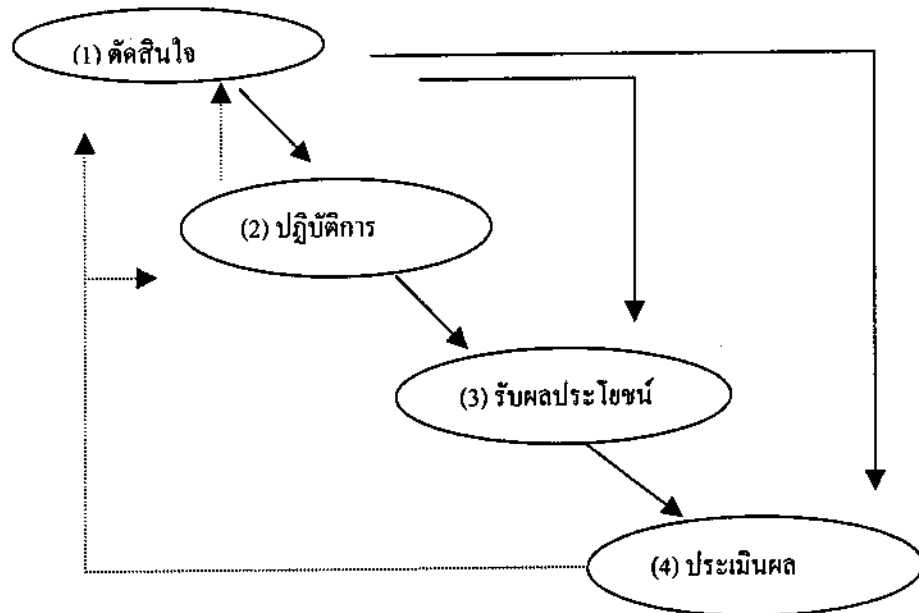 (1) ตัดสินใจ
(2) ปฏิบัติการ
(3) รับผลประโยชน์
(4) ประเมินผล